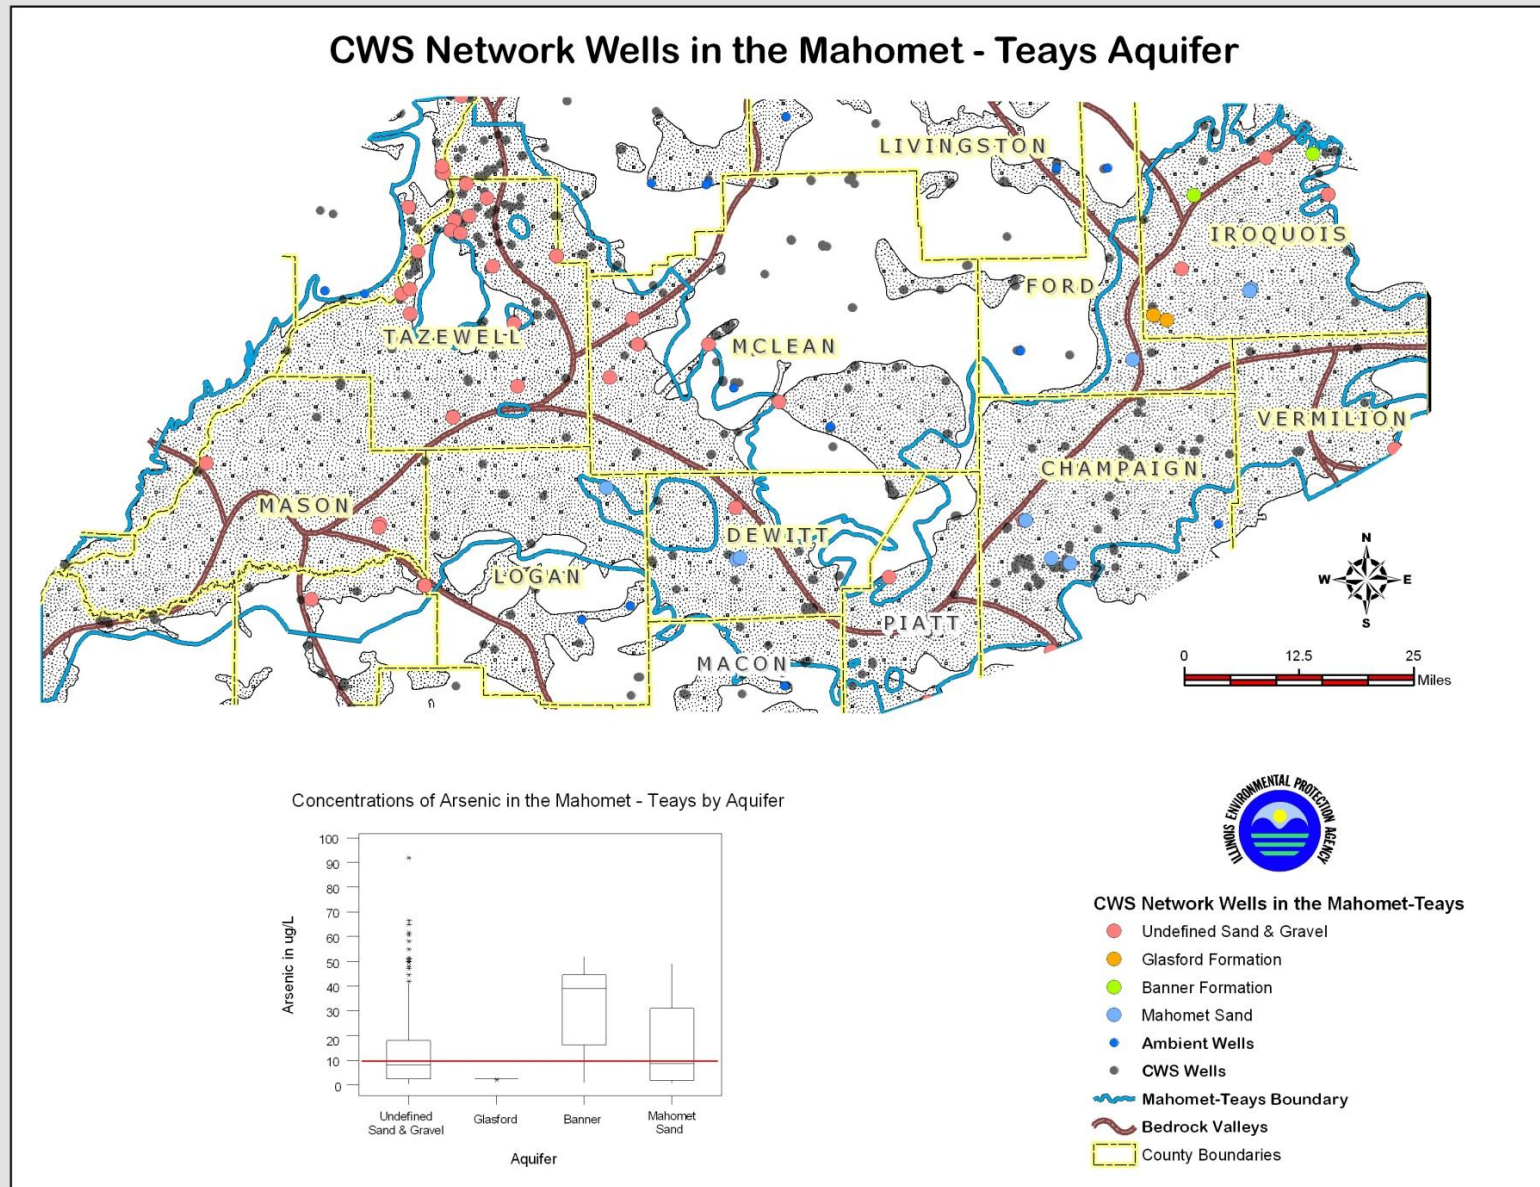 CWS Network Wells in the Mahomet - Teays Aquifer
LIVINGSTON
IROQUOIS
FORD
TAZEWELL
MCLEAN
VERMILION
CHAMPAIGN
MASON
DEWITT
LOGAN
PIATT
MACON
N
W E
S
0 12.5 25
Miles
Concentrations of Arsenic in the Mahomet - Teays by Aquifer
100
90
80
70
60
50
40
30
20
10
0
Arsenic in ug/L
Undefined
Sand & Gravel
Glasford
Banner
Mahomet
Sand
Aquifer
ILLINOIS ENVIRONMENTAL PROTECTION AGENCY
CWS Network Wells in the Mahomet-Teays
Undefined Sand & Gravel
Glasford Formation
Banner Formation
Mahomet Sand
Ambient Wells
CWS Wells
Mahomet-Teays Boundary
Bedrock Valleys
County Boundaries